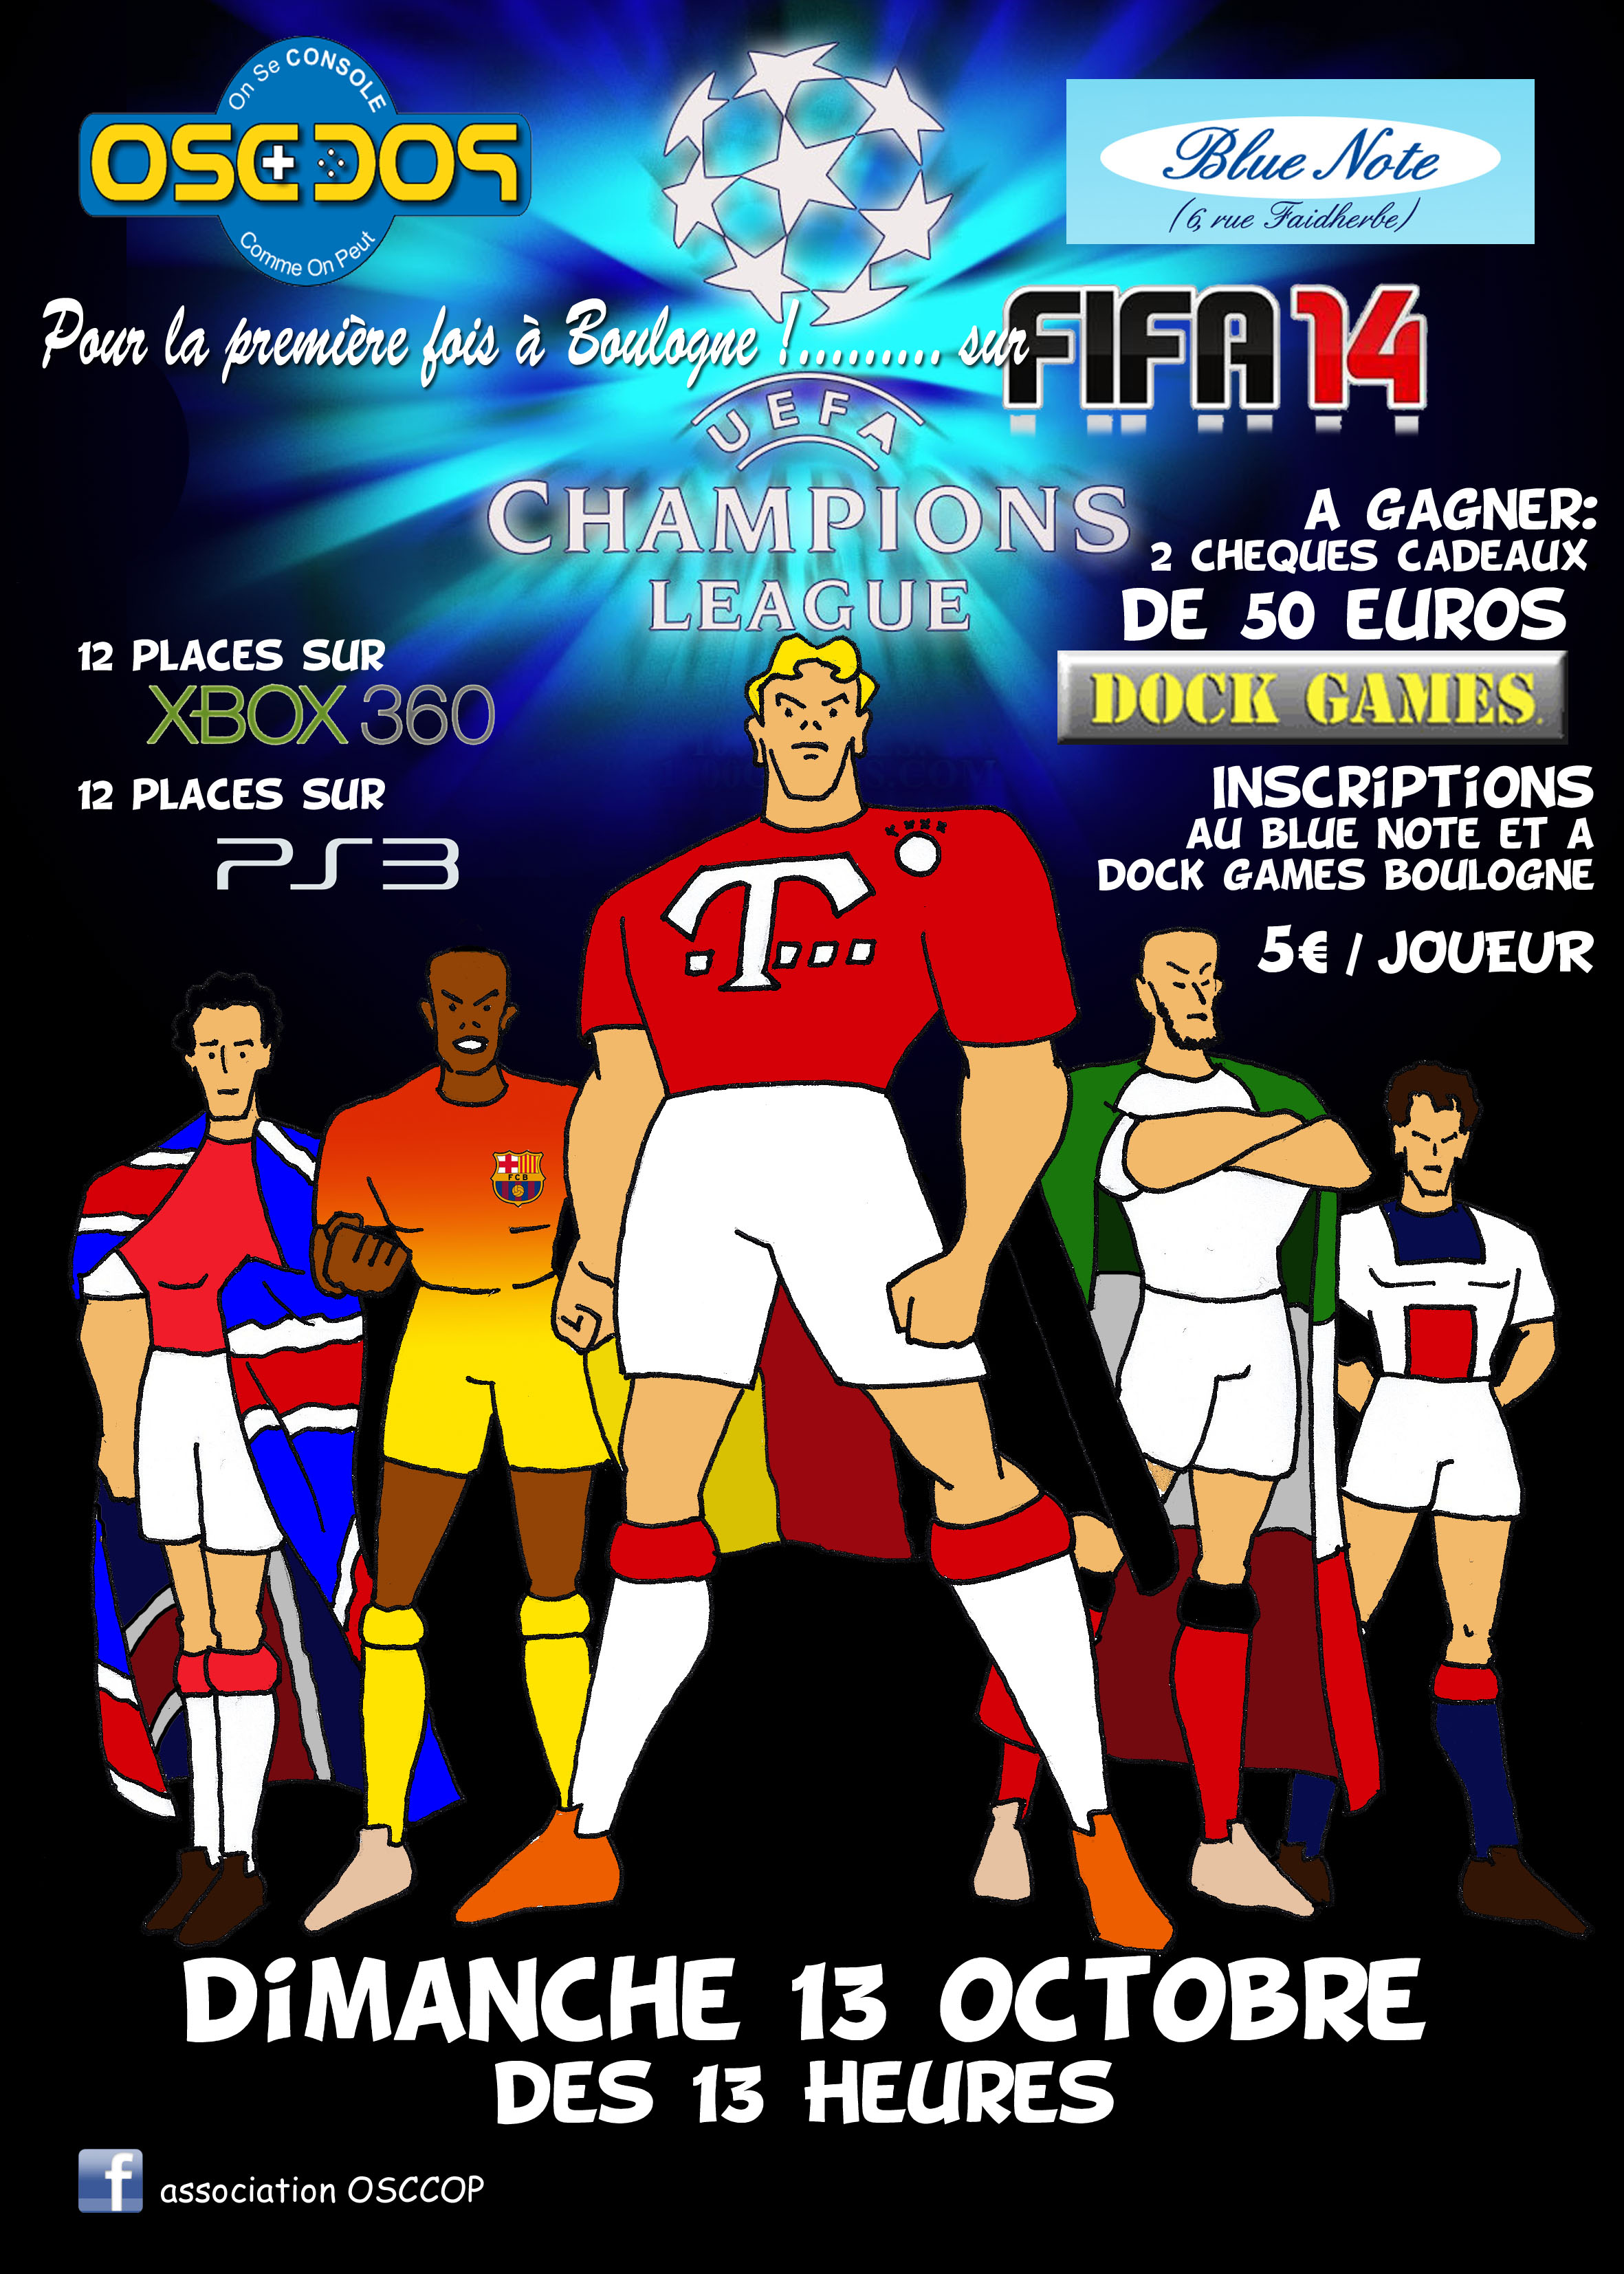 On Se CONSOLE
OSCCOP
Comme On Peut
Blue Note
(6, rue Faidherbe)
Pour la première fois à Boulogne !......... sur
FIFA 14
UEFA
CHAMPIONS
LEAGUE
A GAGNER:
2 CHEQUES CADEAUX
DE 50 EUROS
DOCK GAMES
12 PLACES SUR
XBOX 360
12 PLACES SUR
PS3
INSCRiPTiONS
AU BLUE NOTE ET A
DOCK GAMES BOULOGNE
5€ / JOUEUR
T...
FCB
DiMANCHE 13 OCTOBRE
DES 13 HEURES
f association OSCCOP